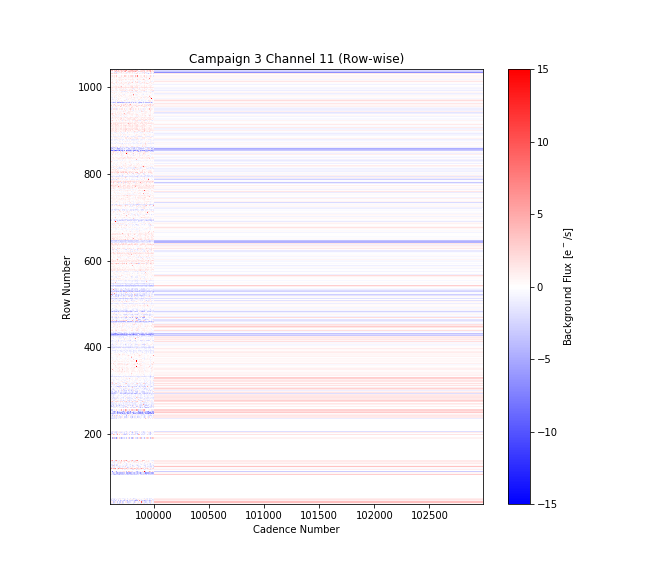 Campaign 3 Channel 11 (Row-wise)
1000
800
600
400
200
Row Number
100000 100500 101000 101500 102000 102500
Cadence Number
15
10
5
0
−5
−10
−15
Background Flux [e⁻/s]